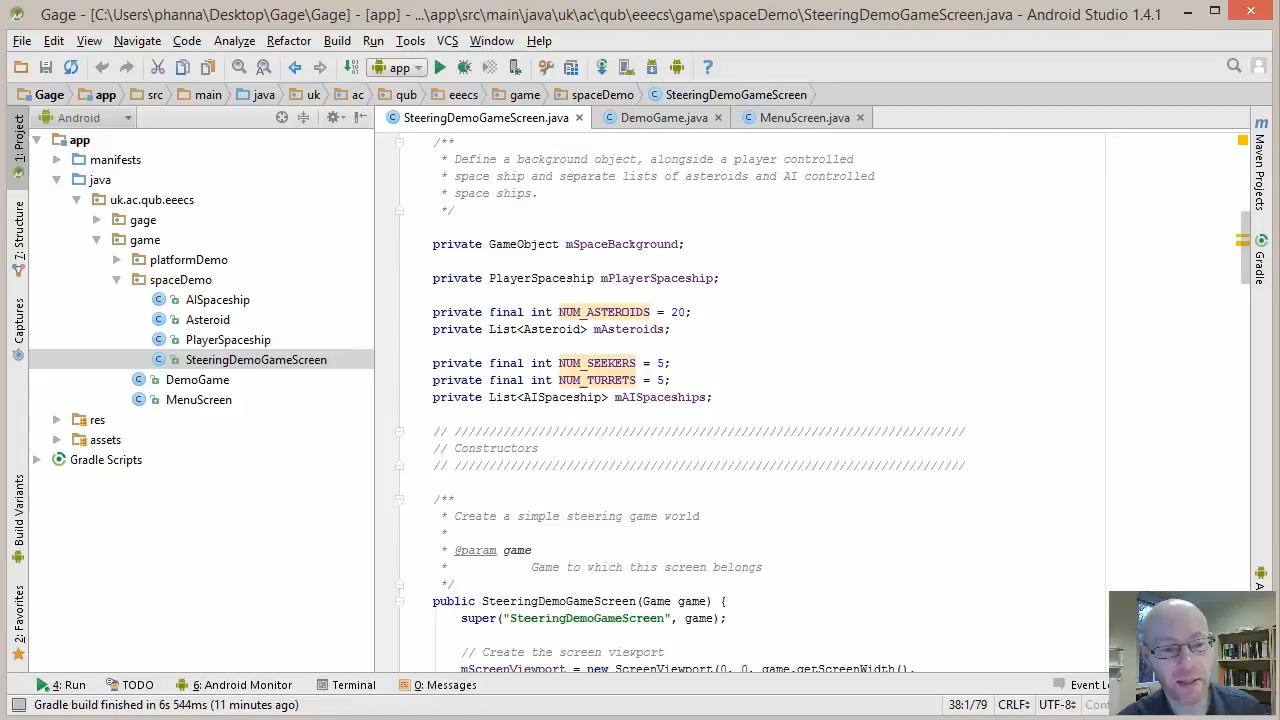 Gage - [C:\Users\phanna\Desktop\Gage\Gage] - [app] - ...\app\src\main\java\uk\ac\qub\eeecs\game\spaceDemo\SteeringDemoGameScreen.java - Android Studio 1.4.1
File Edit View Navigate Code Analyze Refactor Build Run Tools VCS Window Help
app
Gage app src main java uk ac qub eeecs game spaceDemo SteeringDemoGameScreen
Android
SteeringDemoGameScreen.java DemoGame.java MenuScreen.java
1: Project
7: Structure
Captures
Build Variants
2: Favorites
app
manifests
java
uk.ac.qub.eeecs
gage
game
platformDemo
spaceDemo
AISpaceship
Asteroid
PlayerSpaceship
SteeringDemoGameScreen
DemoGame
MenuScreen
res
assets
Gradle Scripts
/**
* Define a background object, alongside a player controlled
* space ship and separate lists of asteroids and AI controlled
* space ships.
*/
private GameObject mSpaceBackground;
private PlayerSpaceship mPlayerSpaceship;
private final int NUM_ASTEROIDS = 20;
private List<Asteroid> mAsteroids;
private final int NUM_SEEKERS = 5;
private final int NUM_TURRETS = 5;
private List<AISpaceship> mAISpaceships;
// /////////////////////////////////////////////////////////////////////////
// Constructors
// /////////////////////////////////////////////////////////////////////////
/**
* Create a simple steering game world
*
* @param game
* Game to which this screen belongs
*/
public SteeringDemoGameScreen(Game game) {
super("SteeringDemoGameScreen", game);
// Create the screen viewport
mScreenViewport = new ScreenViewport(0, 0, game.getScreenWidth(),
m
Maven Projects
Gradle
4: Run TODO 6: Android Monitor Terminal Q: Messages Event L
Gradle build finished in 6s 544ms (11 minutes ago) 38:1/79 CRLF÷ UTF-8÷ Cont